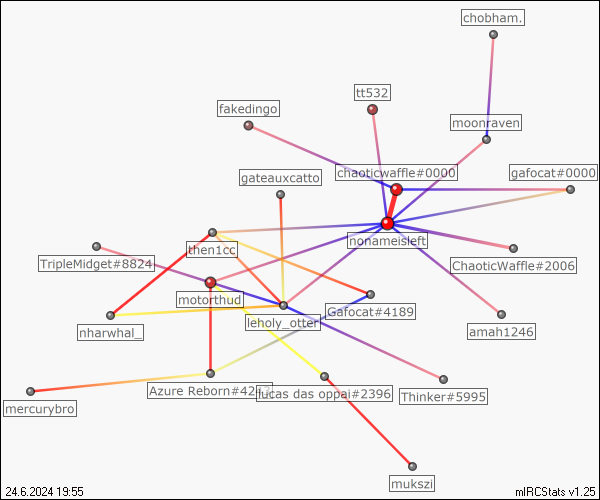 chobham.
tt532
fakedingo
moonraven
chaoticwaffle#0000
gafocat#0000
gateauxcatto
nonameisleft
then1cc
TripleMidget#8824
ChaoticWaffle#2006
motorthud
Gafocat#4189
leholy_otter
nharwhal_
amah1246
Azure Reborn#42
lucas das oppai#2396
Thinker#5995
mercurybro
mukszi
24.6.2024 19:55
mIRCStats v1.25